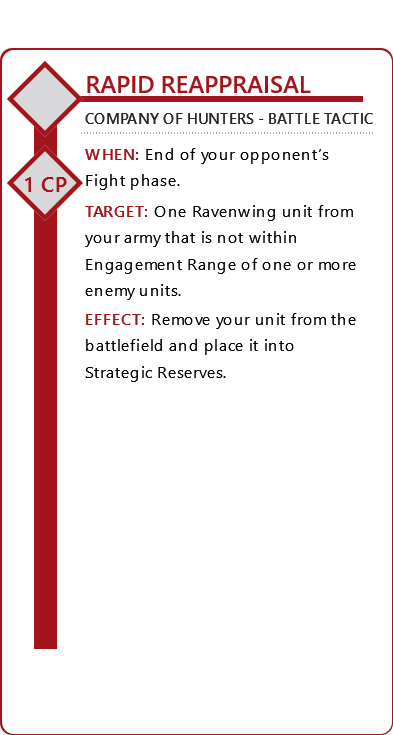 RAPID REAPPRAISAL
COMPANY OF HUNTERS - BATTLE TACTIC
WHEN: End of your opponent's
Fight phase.
1 CP
TARGET: One Ravenwing unit from
your army that is not within
Engagement Range of one or more
enemy units.
EFFECT: Remove your unit from the
battlefield and place it into
Strategic Reserves.